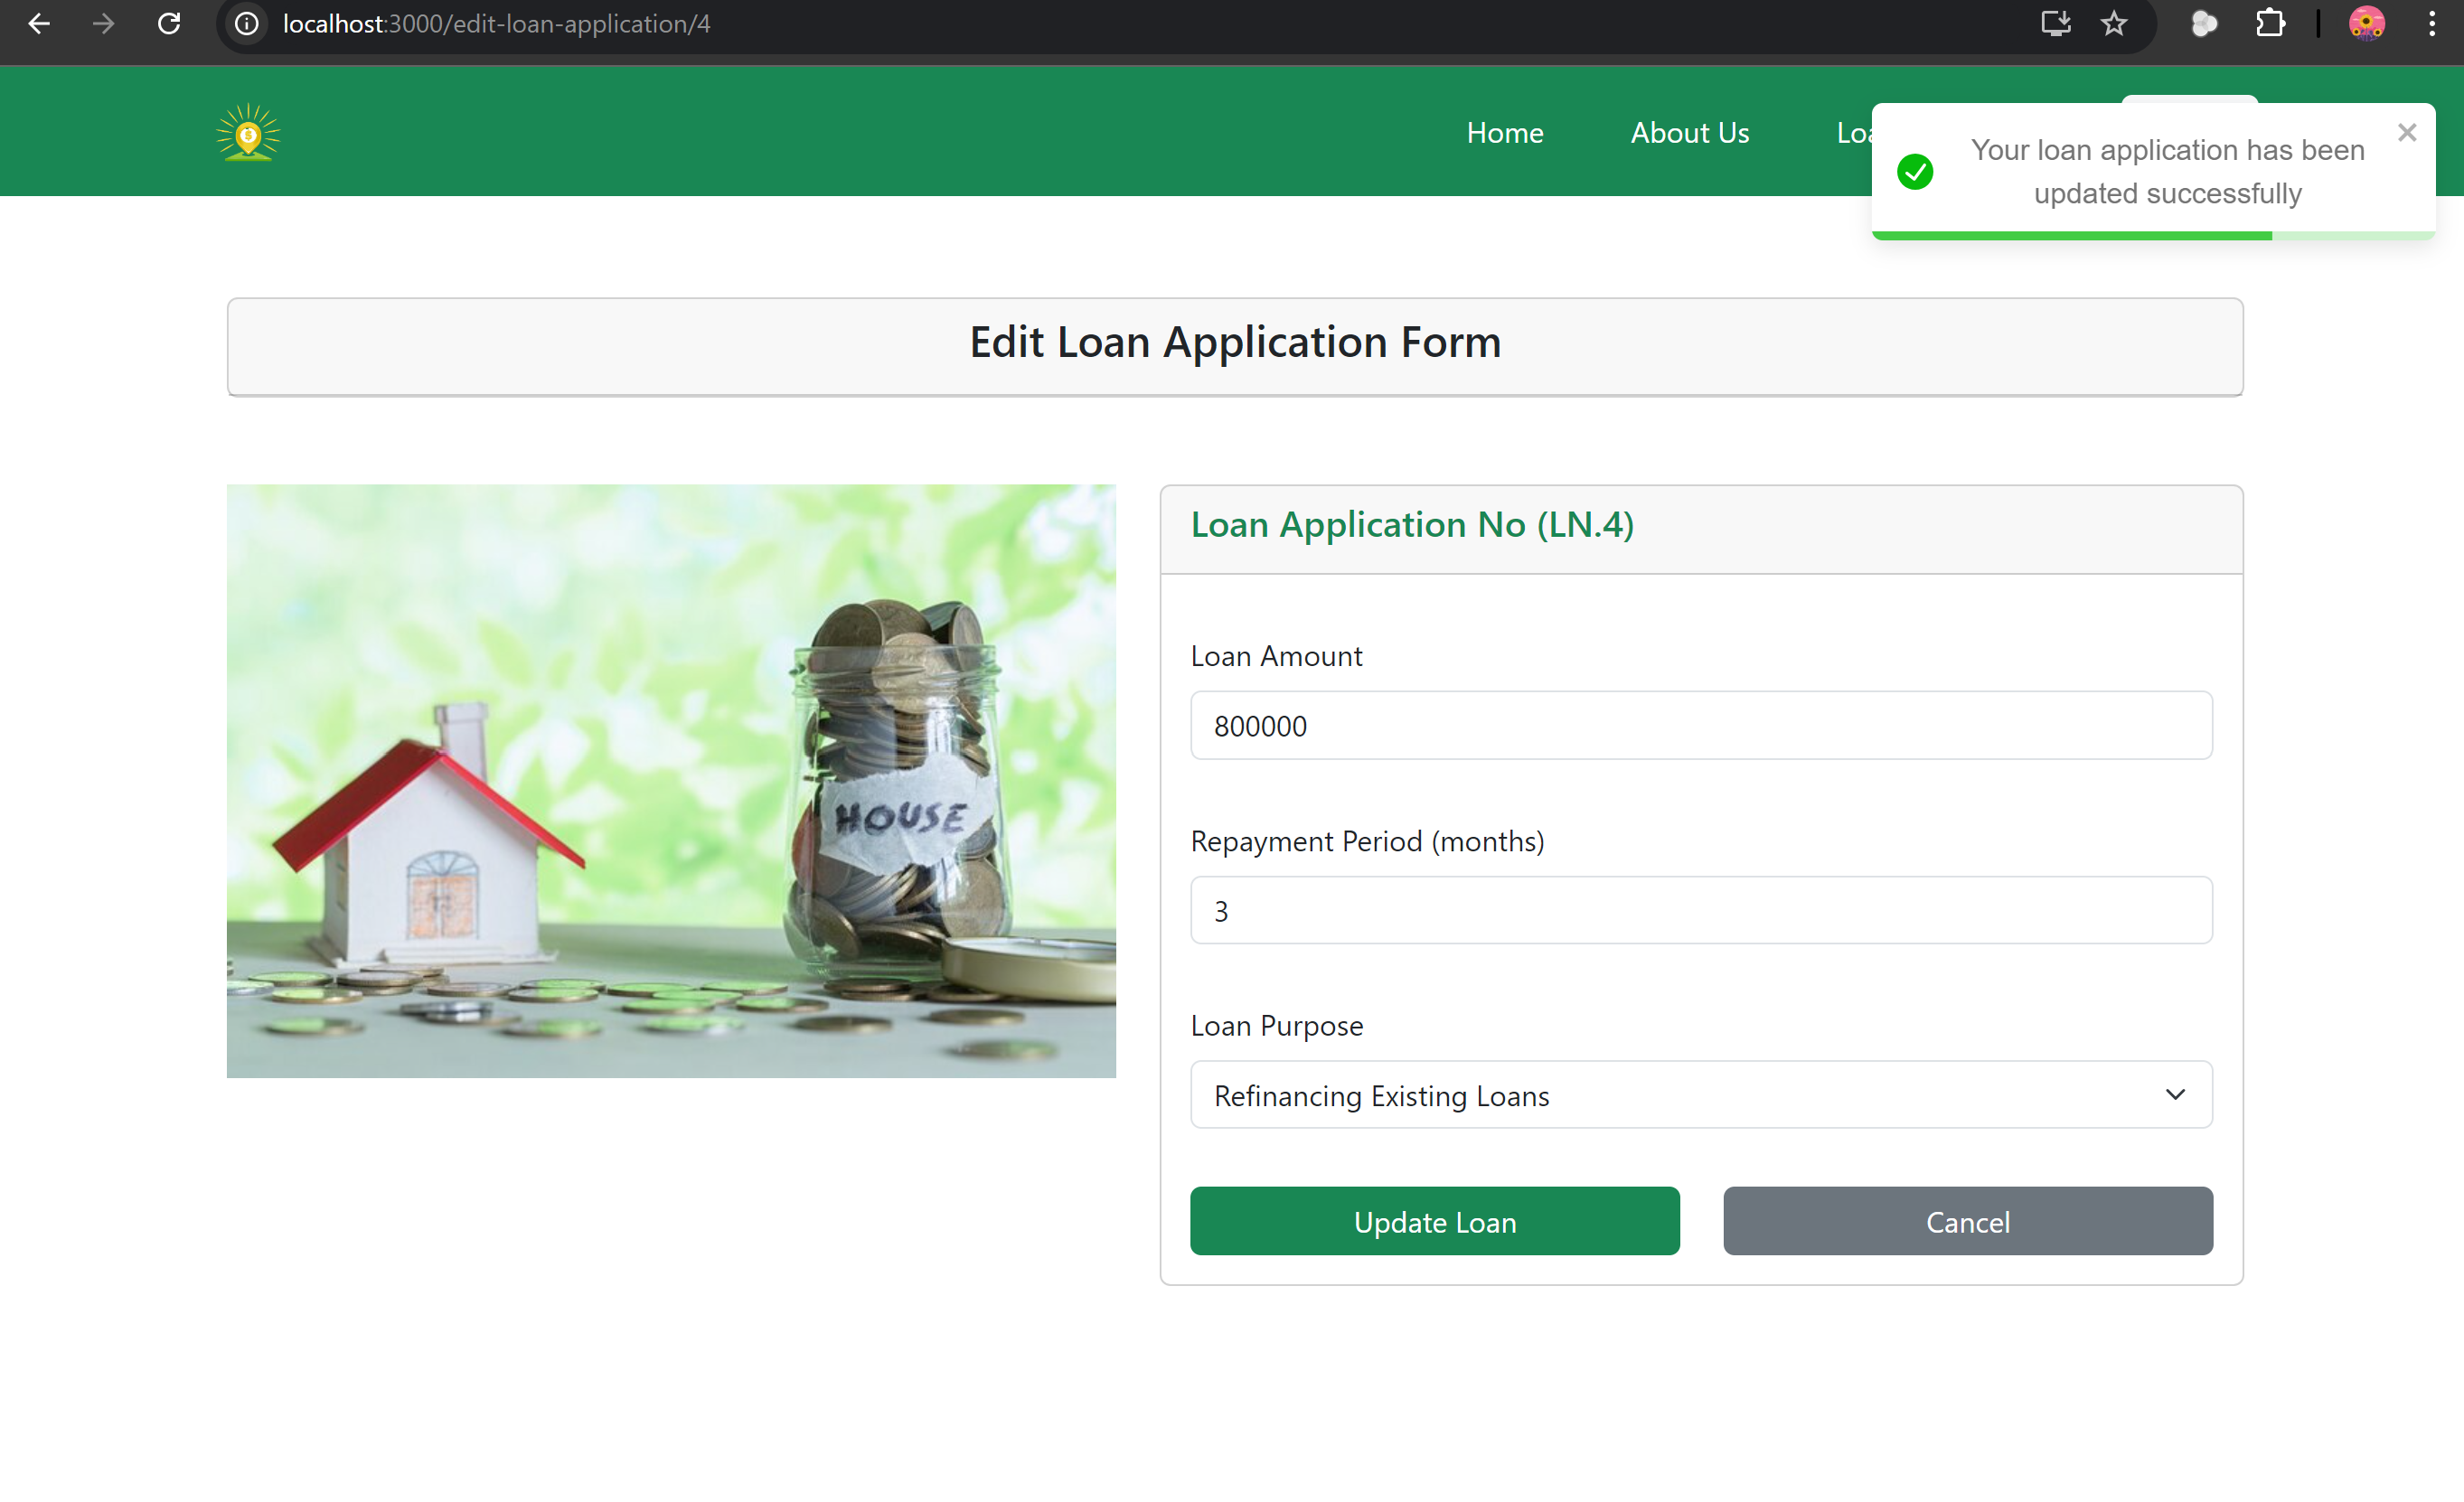 localhost:3000/edit-loan-application/4
Home About Us
Your loan application has been
updated successfully
Edit Loan Application Form
Loan Application No (LN.4)
Loan Amount
800000
HOUSE
Repayment Period (months)
3
Loan Purpose
Refinancing Existing Loans
Update Loan Cancel